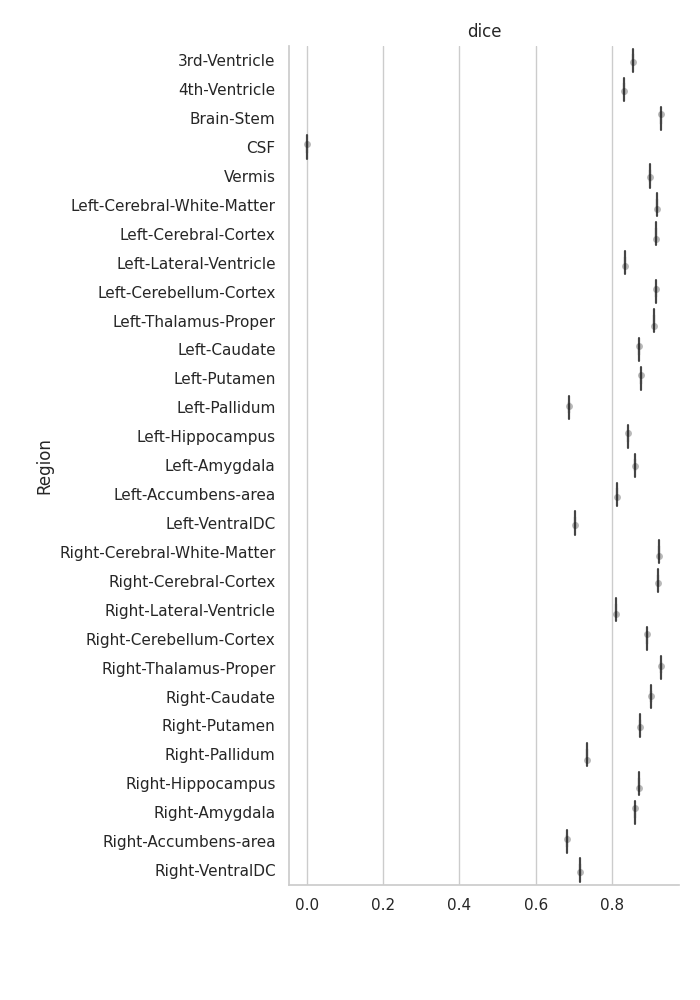 dice
3rd-Ventricle
4th-Ventricle
Brain-Stem
CSF
Vermis
Left-Cerebral-White-Matter
Left-Cerebral-Cortex
Left-Lateral-Ventricle
Left-Cerebellum-Cortex
Left-Thalamus-Proper
Left-Caudate
Left-Putamen
Left-Pallidum
Left-Hippocampus
Left-Amygdala
Left-Accumbens-area
Left-VentralDC
Right-Cerebral-White-Matter
Right-Cerebral-Cortex
Right-Lateral-Ventricle
Right-Cerebellum-Cortex
Right-Thalamus-Proper
Right-Caudate
Right-Putamen
Right-Pallidum
Right-Hippocampus
Right-Amygdala
Right-Accumbens-area
Right-VentralDC
Region
0.0 0.2 0.4 0.6 0.8